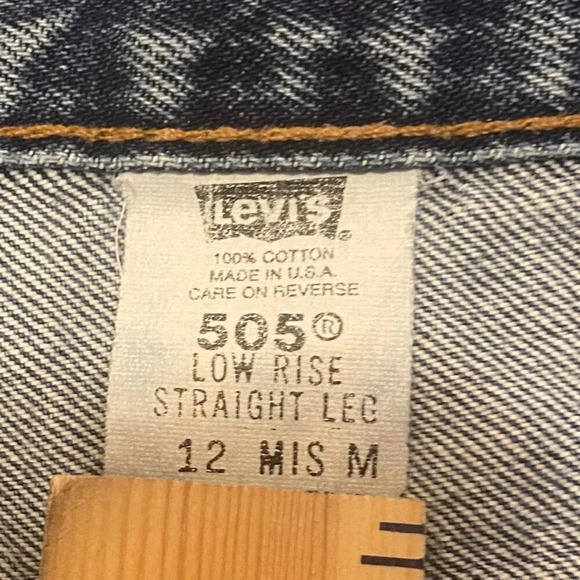 Levi's®
100% COTTON
MADE IN U.S.A.
CARE ON REVERSE
505®
LOW RISE
STRAIGHT LEG
12 MIS M